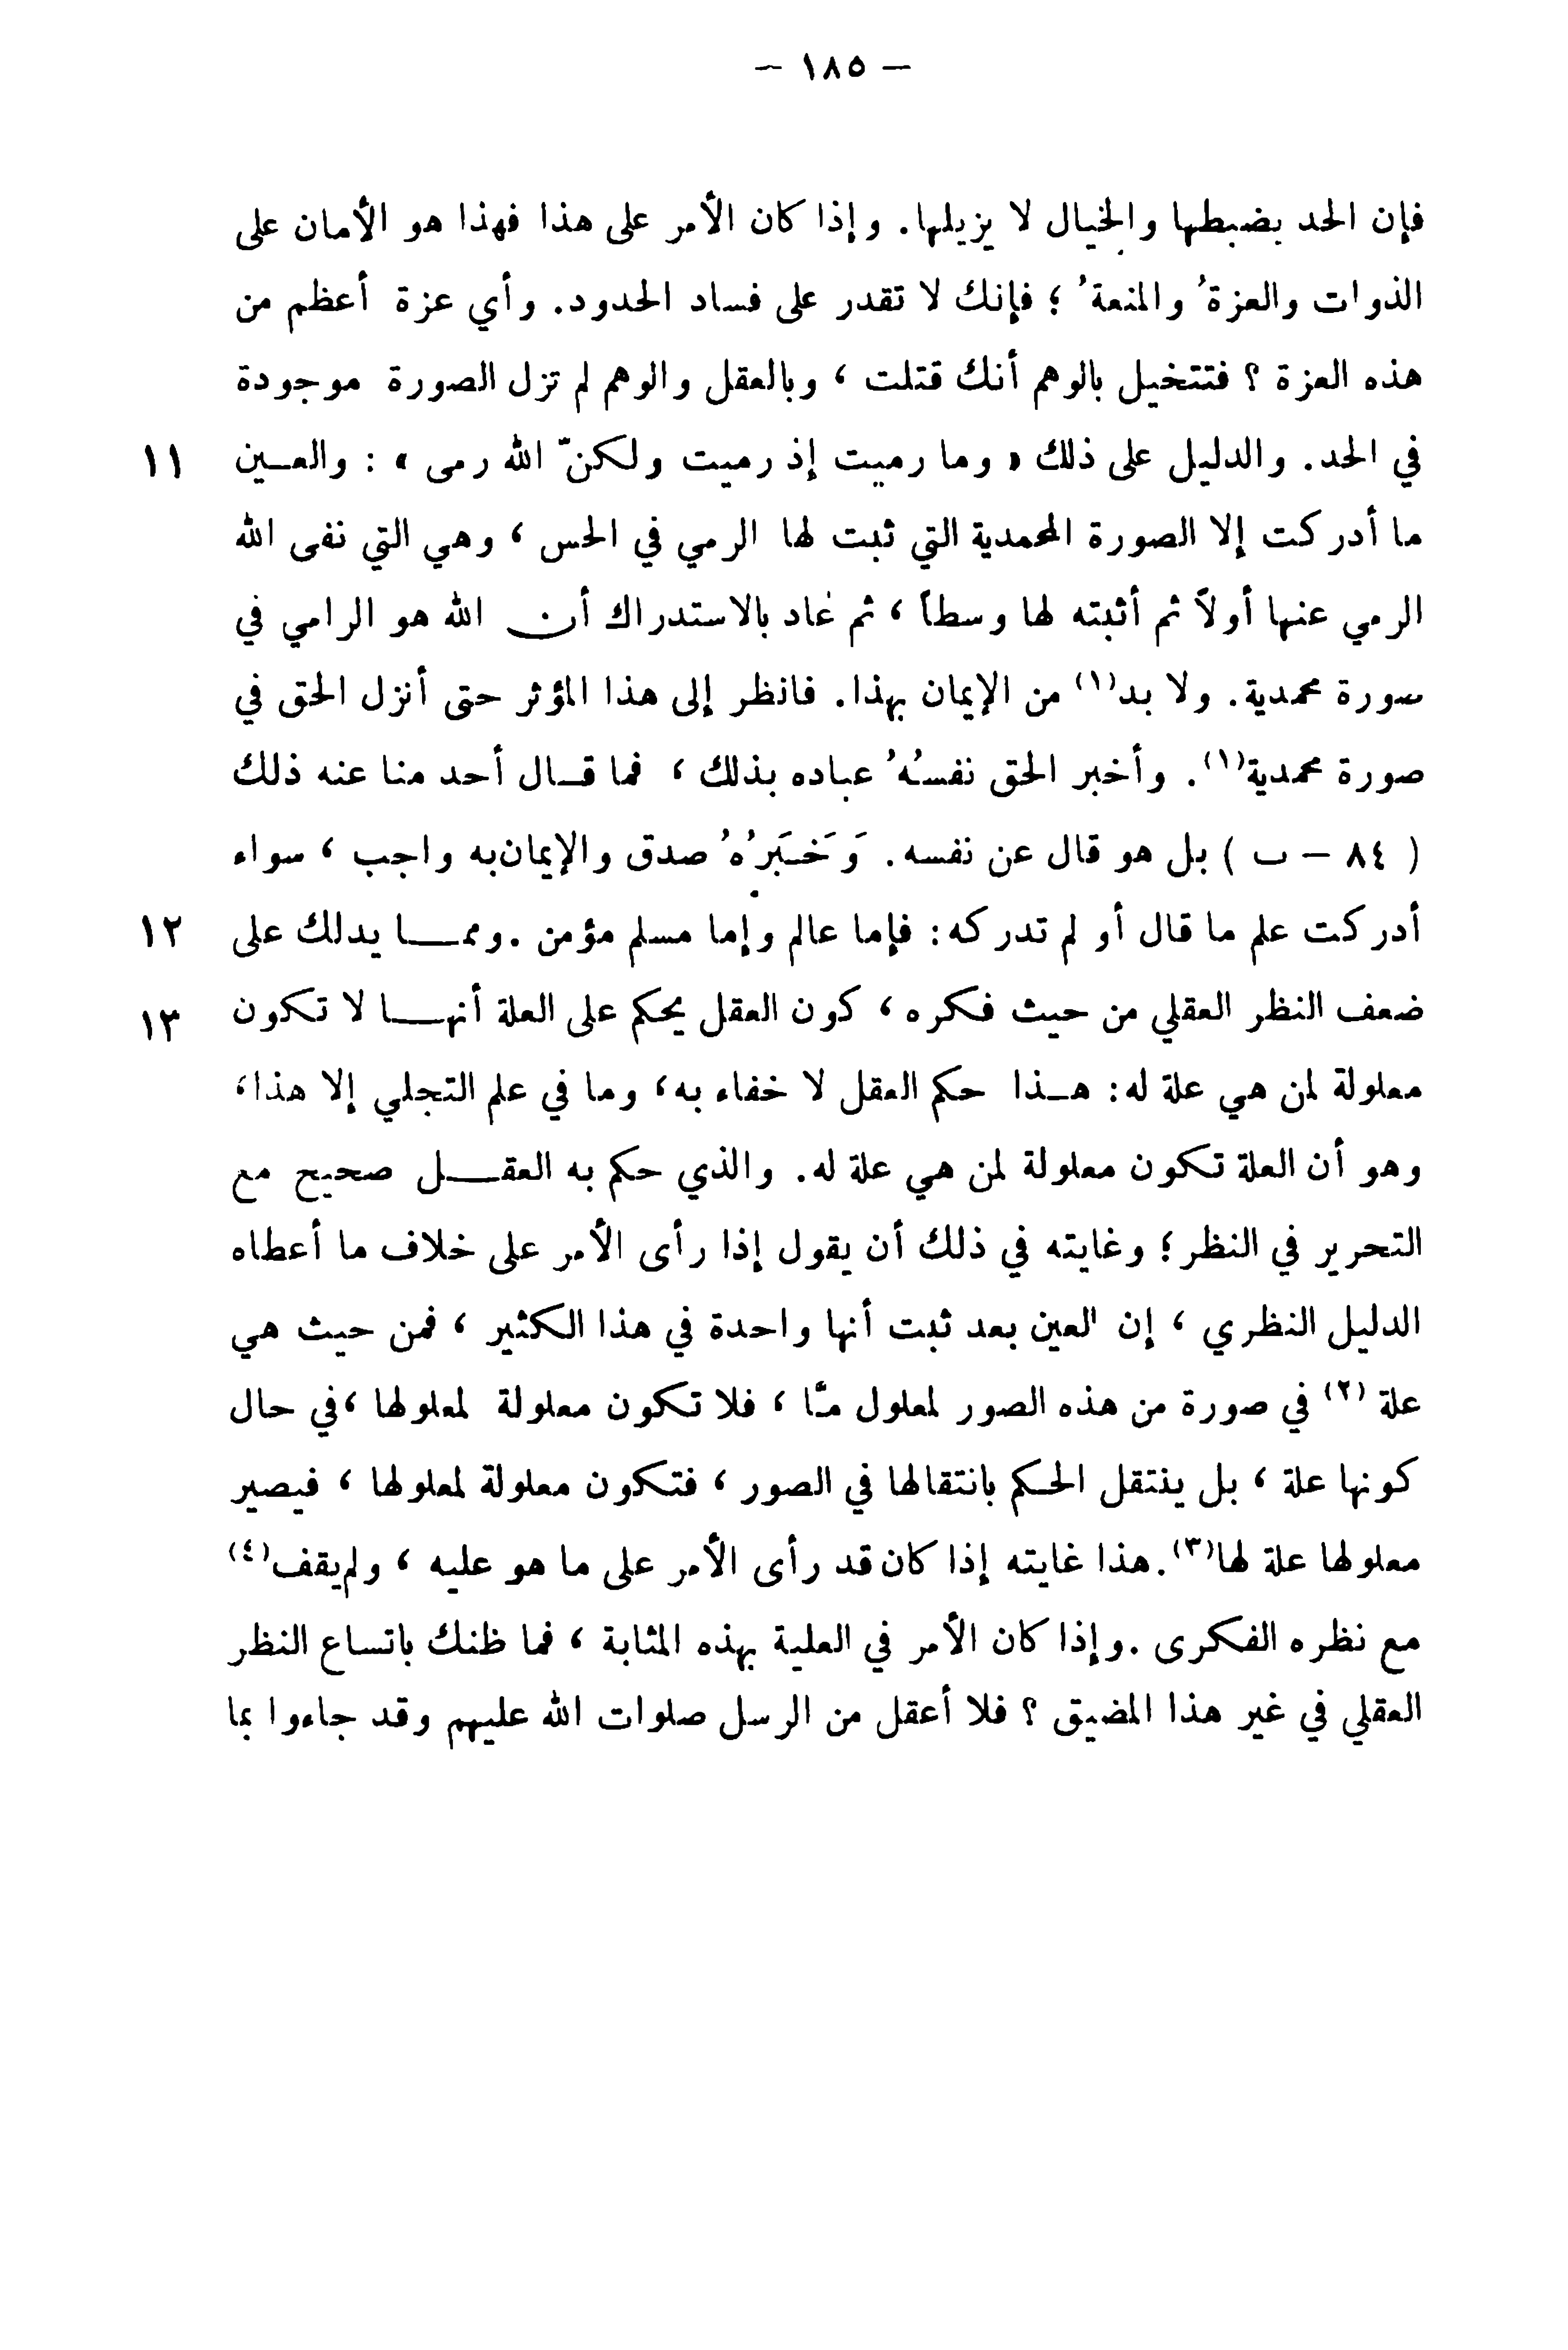 – ١٨٥ –
فإن الحد يضبطها والخيال لا يزيلها. وإذا كان الأمر على هذا فهذا هو الأمان على
الذوات والعزةُ والمنعةُ ؛ فإنك لا تقدر على فساد الحدود. وأي عزة أعظم من
هذه العزة ؟ فتتخيل بالوهم أنك قتلت ، وبالعقل والوهم لم تزل الصورة موجودة
في الحد. والدليل على ذلك « وما رميت إذ رميت ولكنّ الله رمى » : والعـين ١١
ما أدركت إلا الصورة المحمدية التي ثبت لها الرمي في الحس ، وهي التي نفى الله
الرمي عنها أولاً ثم أثبته لها وسطاً ، ثم عاد بالاستدراك أن الله هو الرامي في
صورة محمدية. ولا بد(١) من الإيمان بهذا. فانظر إلى هذا المؤثر حتى أنزل الحق في
صورة محمدية(١). وأخبر الحق نفسُهُ عباده بذلك ، فما قـال أحد منا عنه ذلك
( ٨٤ – ب ) بل هو قال عن نفسه. وَخَبَرُهُ صدق والإيمان به واجب ، سواء
أدركت علم ما قال أو لم تدركه: فإما عالم وإما مسلم مؤمن .وممـــا يدلك على ١٢
ضعف النظر العقلي من حيث فكره ، كون العقل يحكم على العلة أنهـــا لا تكون ١٣
معلولة لمن هي علة له: هـذا حكم العقل لا خفاء به، وما في علم التجلي إلا هذا،
وهو أن العلة تكون معلولة لمن هي علة له. والذي حكم به العقـــل صحيح مع
التحرير في النظر؛ وغايته في ذلك أن يقول إذا رأى الأمر على خلاف ما أعطاه
الدليل النظري ، إن العين بعد ثبت أنها واحدة في هذا الكثير ، فمن حيث هي
علة (٢) في صورة من هذه الصور لمعلول مـَّا ، فلا تكون معلولة لمعلولها ،في حال
كونها علة ، بل ينتقل الحكم بانتقالها في الصور ، فتكون معلولة لمعلولها ، فيصير
معلولها علة لها(٣).هذا غايته إذا كان قد رأى الأمر على ما هو عليه ، ولم يقف(٤)
مع نظره الفكرى .وإذا كان الأمر في العلية بهذه المثابة ، فما ظنك باتساع النظر
العقلي في غير هذا المضيق ؟ فلا أعقل من الرسل صلوات الله عليهم وقد جاءوا بما